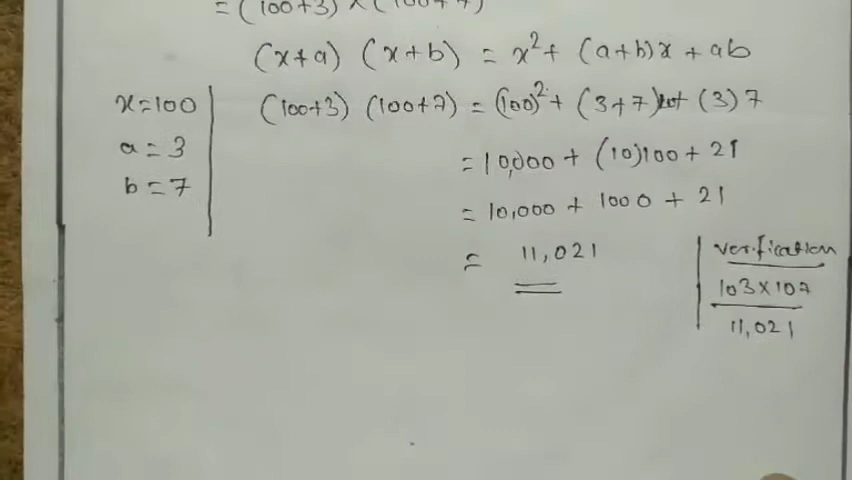 = (100+3) × (100+7)
(x+a) (x+b) = x² + (a+b)x + ab
x=100
a = 3
b = 7
(100+3) (100+7) = (100)² + (3+7) + (3) 7
= 10,000 + (10)100 + 21
= 10,000 + 1000 + 21
= 11,021
verification
103×107
11,021